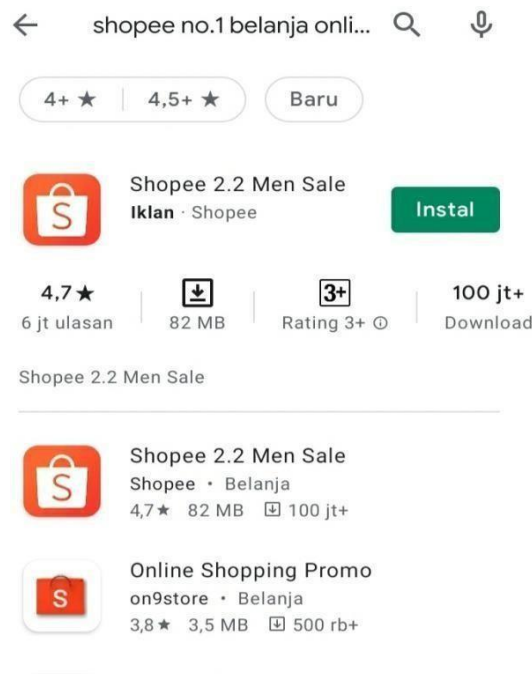 shopee no.1 belanja onli...
4+ ★ 4,5+ ★ Baru
Shopee 2.2 Men Sale
Iklan · Shopee
Instal
S
4,7★ 3+ 100 jt+
6 jt ulasan 82 MB Rating 3+ Download
Shopee 2.2 Men Sale
Shopee 2.2 Men Sale
S
Shopee • Belanja
4,7★ 82 MB 100 jt+
Online Shopping Promo
S
on9store • Belanja
3,8★ 3,5 MB 500 rb+